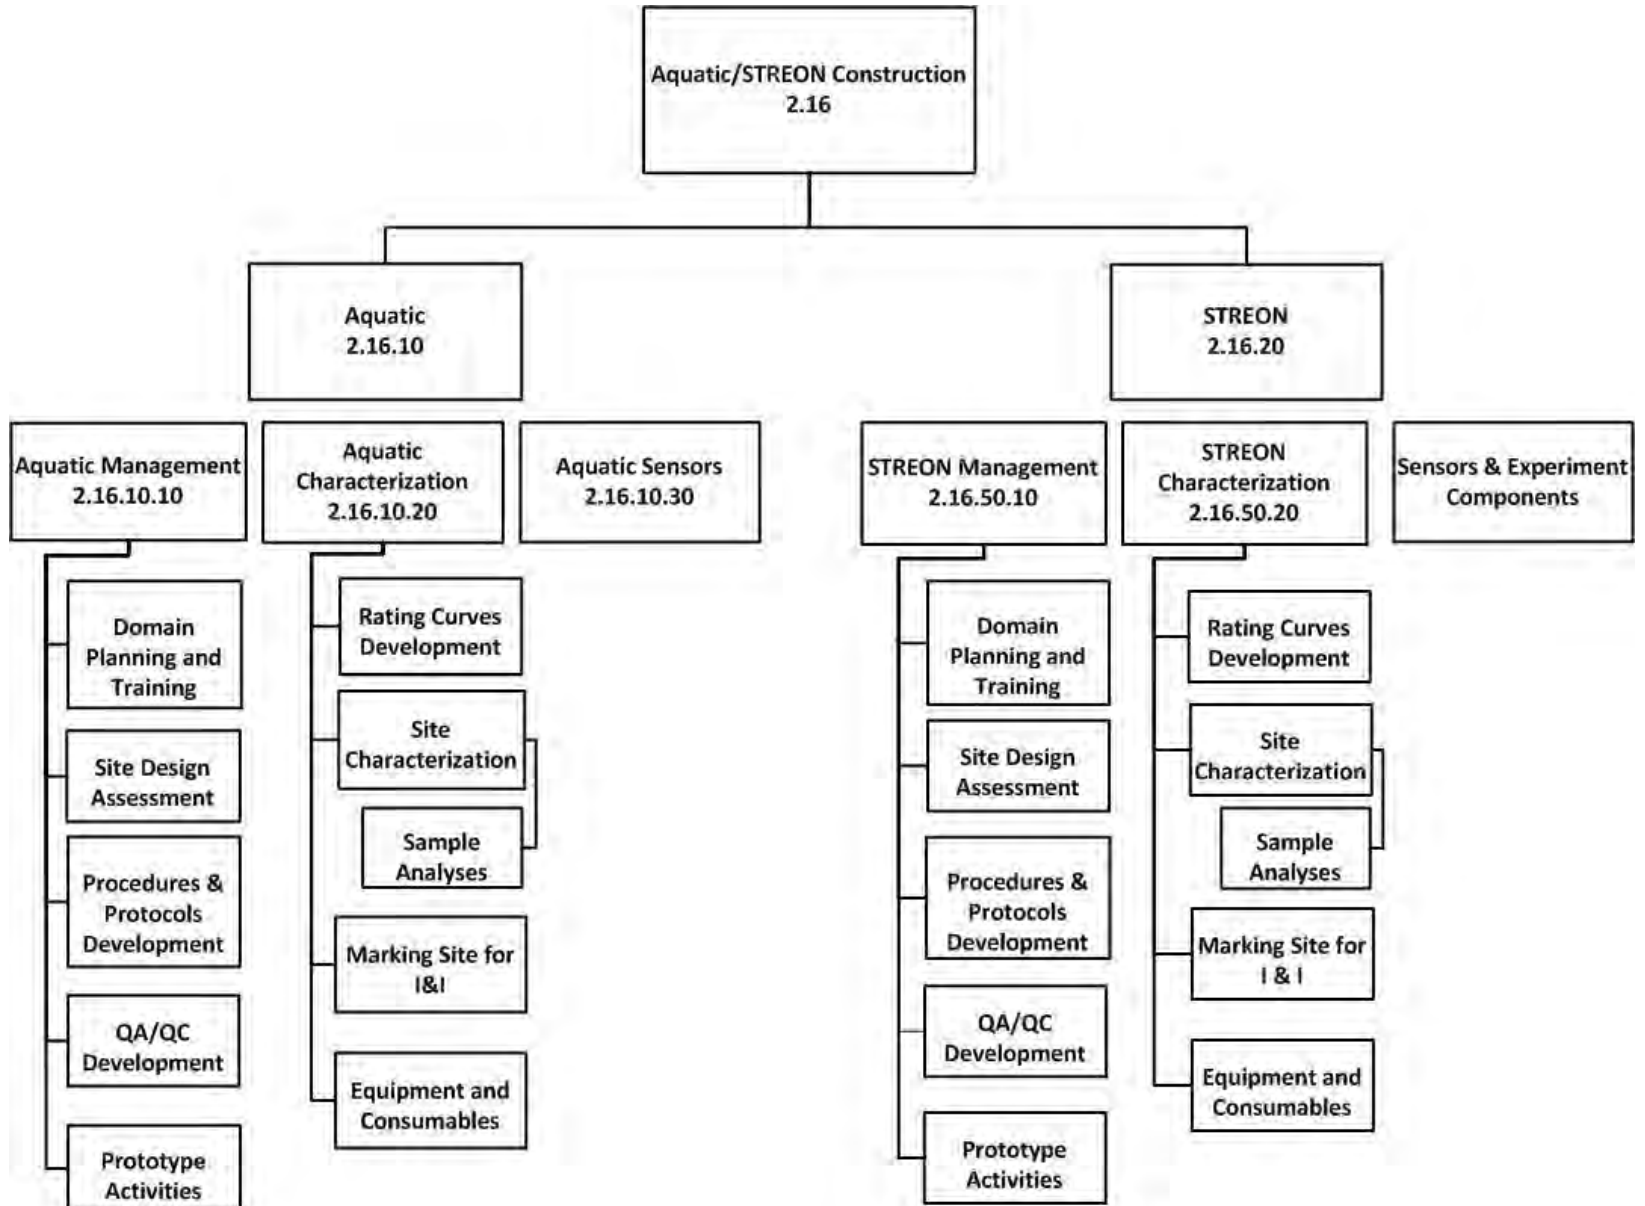 Aquatic/STREON Construction
2.16
Aquatic
2.16.10
STREON
2.16.20
Aquatic Management
2.16.10.10
Aquatic
Characterization
2.16.10.20
Aquatic Sensors
2.16.10.30
STREON Management
2.16.50.10
STREON
Characterization
2.16.50.20
Sensors & Experiment
Components
Domain
Planning and
Training
Site Design
Assessment
Procedures &
Protocols
Development
QA/QC
Development
Prototype
Activities
Rating Curves
Development
Site
Characterization
Sample
Analyses
Marking Site for
I&I
Equipment and
Consumables
Domain
Planning and
Training
Site Design
Assessment
Procedures &
Protocols
Development
QA/QC
Development
Prototype
Activities
Rating Curves
Development
Site
Characterization
Sample
Analyses
Marking Site for
I & I
Equipment and
Consumables